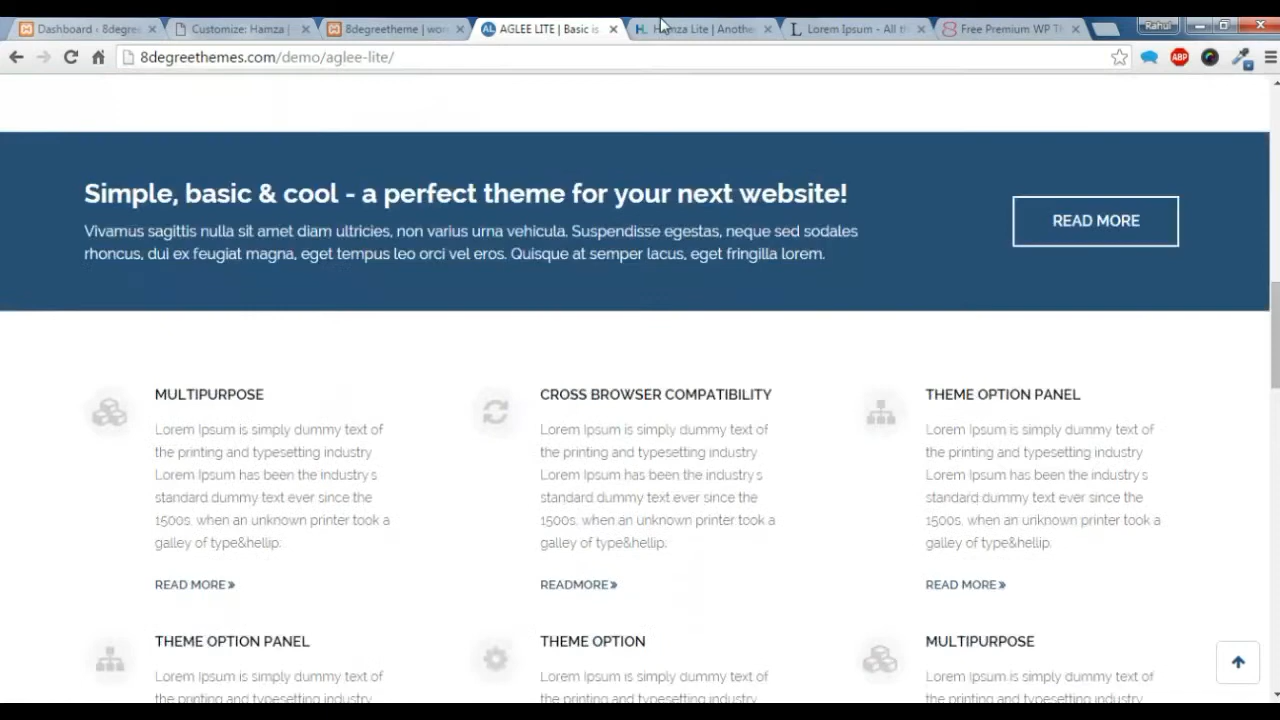 Dashboard ‹ 8degre
Customize: Hamza |
8degreetheme | wor
AL AGLEE LITE | Basic is
H. Hamza Lite | Anothe
L Lorem Ipsum - All th
Free Premium WP Th
Rahul
8degreethemes.com/demo/aglee-lite/
ABP
Simple, basic & cool - a perfect theme for your next website!
Vivamus sagittis nulla sit amet diam ultricies, non varius urna vehicula. Suspendisse egestas, neque sed sodales
rhoncus, dui ex feugiat magna, eget tempus leo orci vel eros. Quisque at semper lacus, eget fringilla lorem.
READ MORE
MULTIPURPOSE
Lorem Ipsum is simply dummy text of
the printing and typesetting industry
Lorem Ipsum has been the industry's
standard dummy text ever since the
1500s, when an unknown printer took a
galley of type&hellip;
READ MORE »
CROSS BROWSER COMPATIBILITY
Lorem Ipsum is simply dummy text of
the printing and typesetting industry
Lorem Ipsum has been the industry's
standard dummy text ever since the
1500s, when an unknown printer took a
galley of type&hellip;
READMORE »
THEME OPTION PANEL
Lorem Ipsum is simply dummy text of
the printing and typesetting industry
Lorem Ipsum has been the industry's
standard dummy text ever since the
1500s, when an unknown printer took a
galley of type&hellip;
READ MORE »
THEME OPTION PANEL
Lorem Ipsum is simply dummy text of
the printing and typesetting industry
THEME OPTION
Lorem Ipsum is simply dummy text of
the printing and typesetting industry
MULTIPURPOSE
Lorem Ipsum is simply dummy text of
the printing and typesetting industry